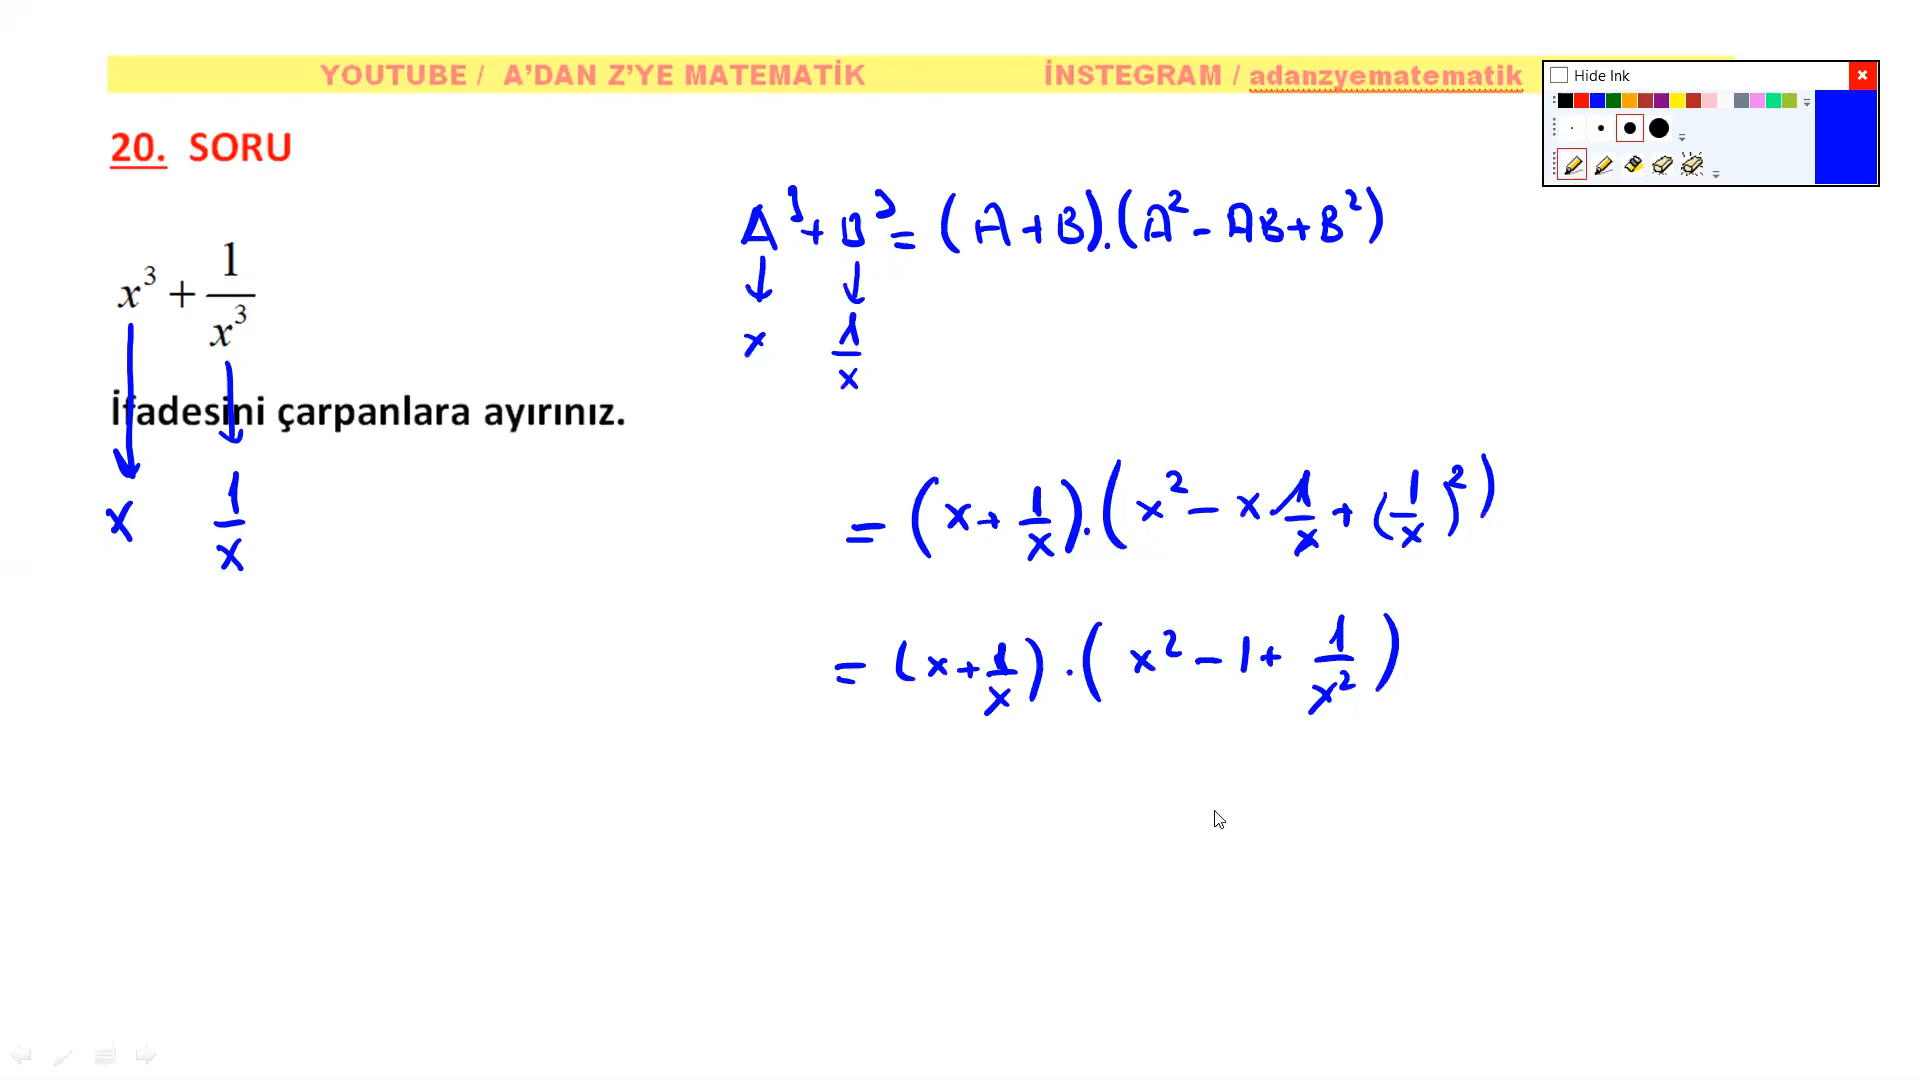 YOUTUBE / A’DAN Z’YE MATEMATİK İNSTEGRAM / adanzyematematik
Hide Ink
20. SORU
A³ + B³ = (A + B).(A² - AB + B²)
x 1/x
x³ + 1/x³
İfadesini çarpanlara ayırınız.
x 1/x
= (x + 1/x).(x² - x.1/x + (1/x)²)
= (x + 1/x).(x² - 1 + 1/x²)